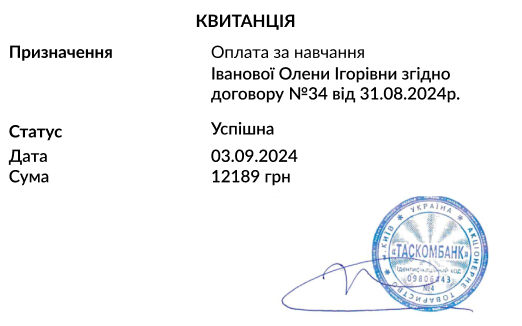 КВИТАНЦІЯ
Призначення Оплата за навчання
Іванової Олени Ігорівни згідно
договору №34 від 31.08.2024р.
Статус Успішна
Дата 03.09.2024
Сума 12189 грн
УКРАЇНА * АКЦІОНЕРНЕ ТОВАРИСТВО * м.КИЇВ *
«ТАСКОМБАНК»
ідентифікаційний код
09806443
№4